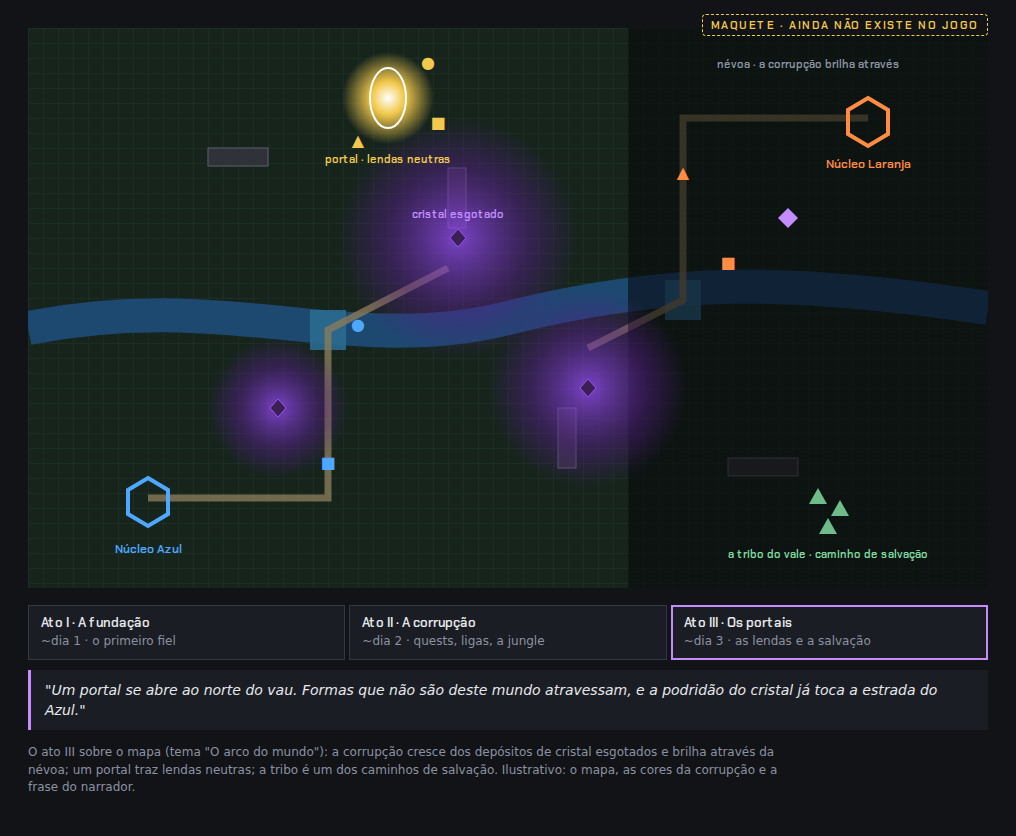 MAQUETE · AINDA NÃO EXISTE NO JOGO
névoa · a corrupção brilha através
portal · lendas neutras
Núcleo Laranja
cristal esgotado
Núcleo Azul
a tribo do vale · caminho de salvação
Ato I · A fundação
~dia 1 · o primeiro fiel
Ato II · A corrupção
~dia 2 · quests, ligas, a jungle
Ato III · Os portais
~dia 3 · as lendas e a salvação
"Um portal se abre ao norte do vau. Formas que não são deste mundo atravessam, e a podridão do cristal já toca a estrada do
Azul."
O ato III sobre o mapa (tema "O arco do mundo"): a corrupção cresce dos depósitos de cristal esgotados e brilha através da
névoa; um portal traz lendas neutras; a tribo é um dos caminhos de salvação. Ilustrativo: o mapa, as cores da corrupção e a
frase do narrador.